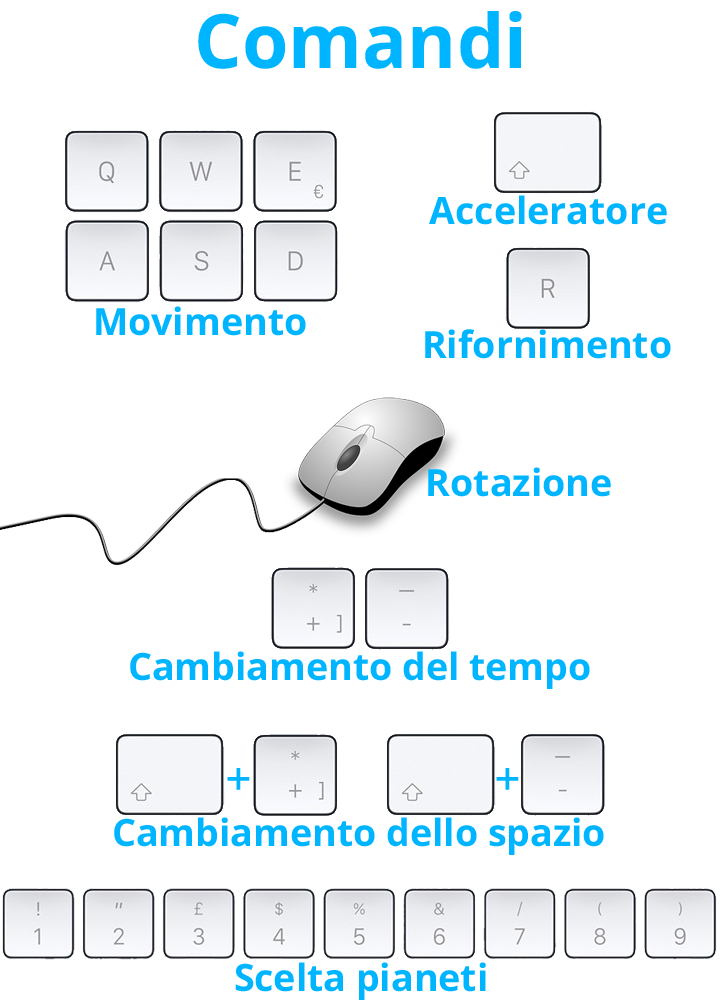 Comandi
Q W E €
A S D
Movimento
Acceleratore
R
Rifornimento
Rotazione
* + ] — -
Cambiamento del tempo
+ * + ] + — -
Cambiamento dello spazio
! " £ $ % & / ( )
1 2 3 4 5 6 7 8 9
Scelta pianeti